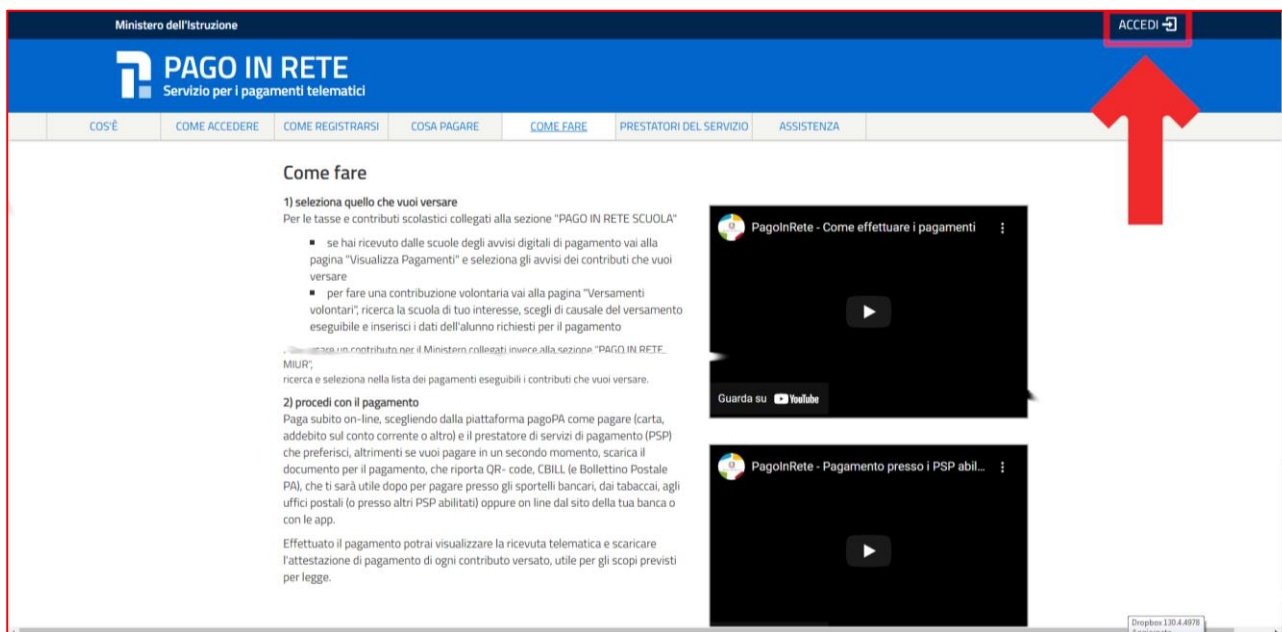 Ministero dell'Istruzione
ACCEDI
PAGO IN RETE
Servizio per i pagamenti telematici
COS'È
COME ACCEDERE
COME REGISTRARSI
COSA PAGARE
COME FARE
PRESTATORI DEL SERVIZIO
ASSISTENZA
Come fare
1) seleziona quello che vuoi versare
Per le tasse e contributi scolastici collegati alla sezione "PAGO IN RETE SCUOLA"
■ se hai ricevuto dalle scuole degli avvisi digitali di pagamento vai alla
pagina "Visualizza Pagamenti" e seleziona gli avvisi dei contributi che vuoi
versare
■ per fare una contribuzione volontaria vai alla pagina "Versamenti
volontari", ricerca la scuola di tuo interesse, scegli di causale del versamento
eseguibile e inserisci i dati dell'alunno richiesti per il pagamento
un contributo per il Ministero collegati invece alla sezione "PAGO IN RETE
MIUR",
ricerca e seleziona nella lista dei pagamenti eseguibili i contributi che vuoi versare.
2) procedi con il pagamento
Paga subito on-line, scegliendo dalla piattaforma pagoPA come pagare (carta,
addebito sul conto corrente o altro) e il prestatore di servizi di pagamento (PSP)
che preferisci, altrimenti se vuoi pagare in un secondo momento, scarica il
documento per il pagamento, che riporta QR- code, CBILL (e Bollettino Postale
PA), che ti sarà utile dopo per pagare presso gli sportelli bancari, dai tabaccai, agli
uffici postali (o presso altri PSP abilitati) oppure on line dal sito della tua banca o
con le app.
Effettuato il pagamento potrai visualizzare la ricevuta telematica e scaricare
l'attestazione di pagamento di ogni contributo versato, utile per gli scopi previsti
per legge.
PagoInRete - Come effettuare i pagamenti
Guarda su YouTube
PagoInRete - Pagamento presso i PSP abil...
Dropbox 130.4.4978